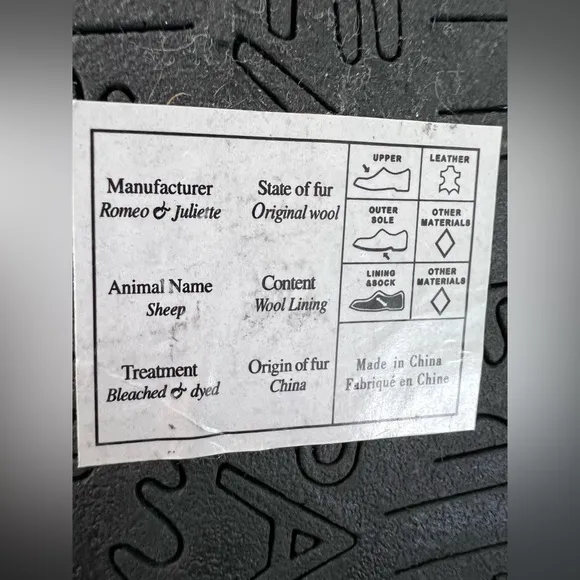 Manufacturer
Romeo & Juliette
State of fur
Original wool
Animal Name
Sheep
Content
Wool Lining
Treatment
Bleached & dyed
Origin of fur
China
UPPER
LEATHER
OUTER
SOLE
OTHER
MATERIALS
LINING
&SOCK
OTHER
MATERIALS
Made in China
Fabriqué en Chine